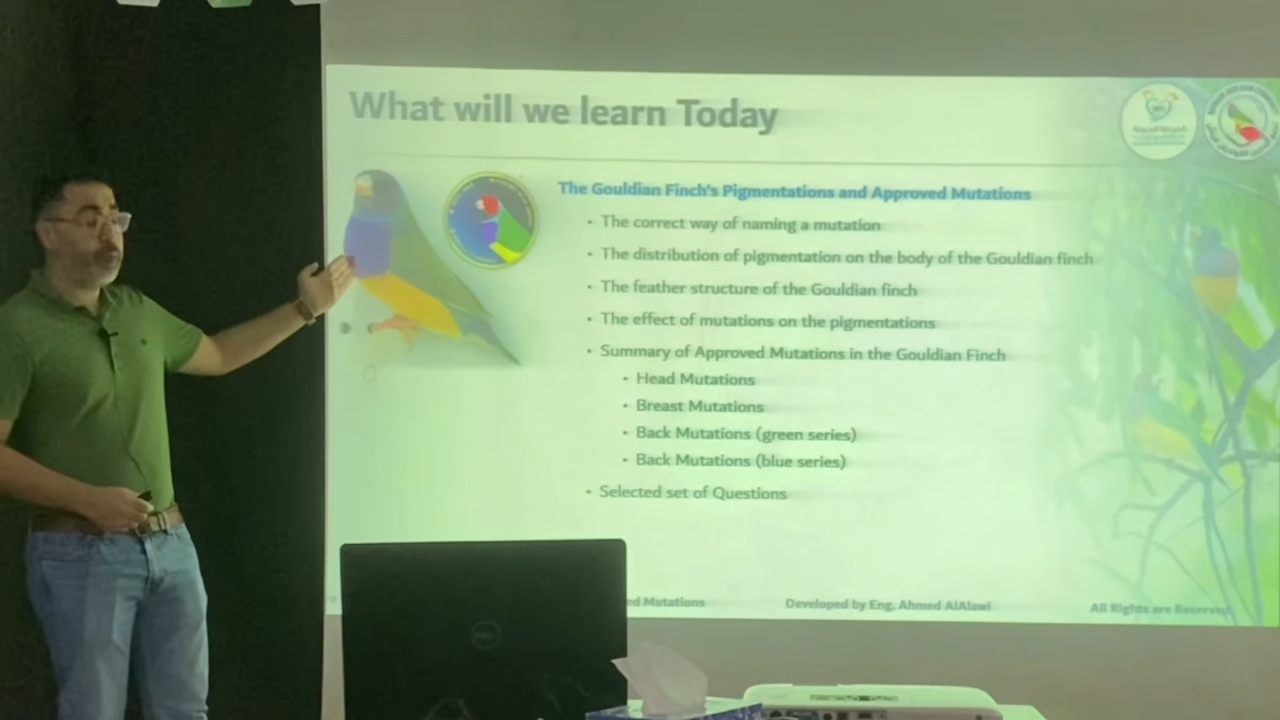 What will we learn Today
The Gouldian Finch's Pigmentations and Approved Mutations
• The correct way of naming a mutation
• The distribution of pigmentation on the body of the Gouldian finch
• The feather structure of the Gouldian finch
• The effect of mutations on the pigmentations
• Summary of Approved Mutations in the Gouldian Finch
• Head Mutations
• Breast Mutations
• Back Mutations (green series)
• Back Mutations (blue series)
• Selected set of Questions
Mutations
Developed by Eng. Ahmed AlAlawi
All Rights are Reserved
DELL